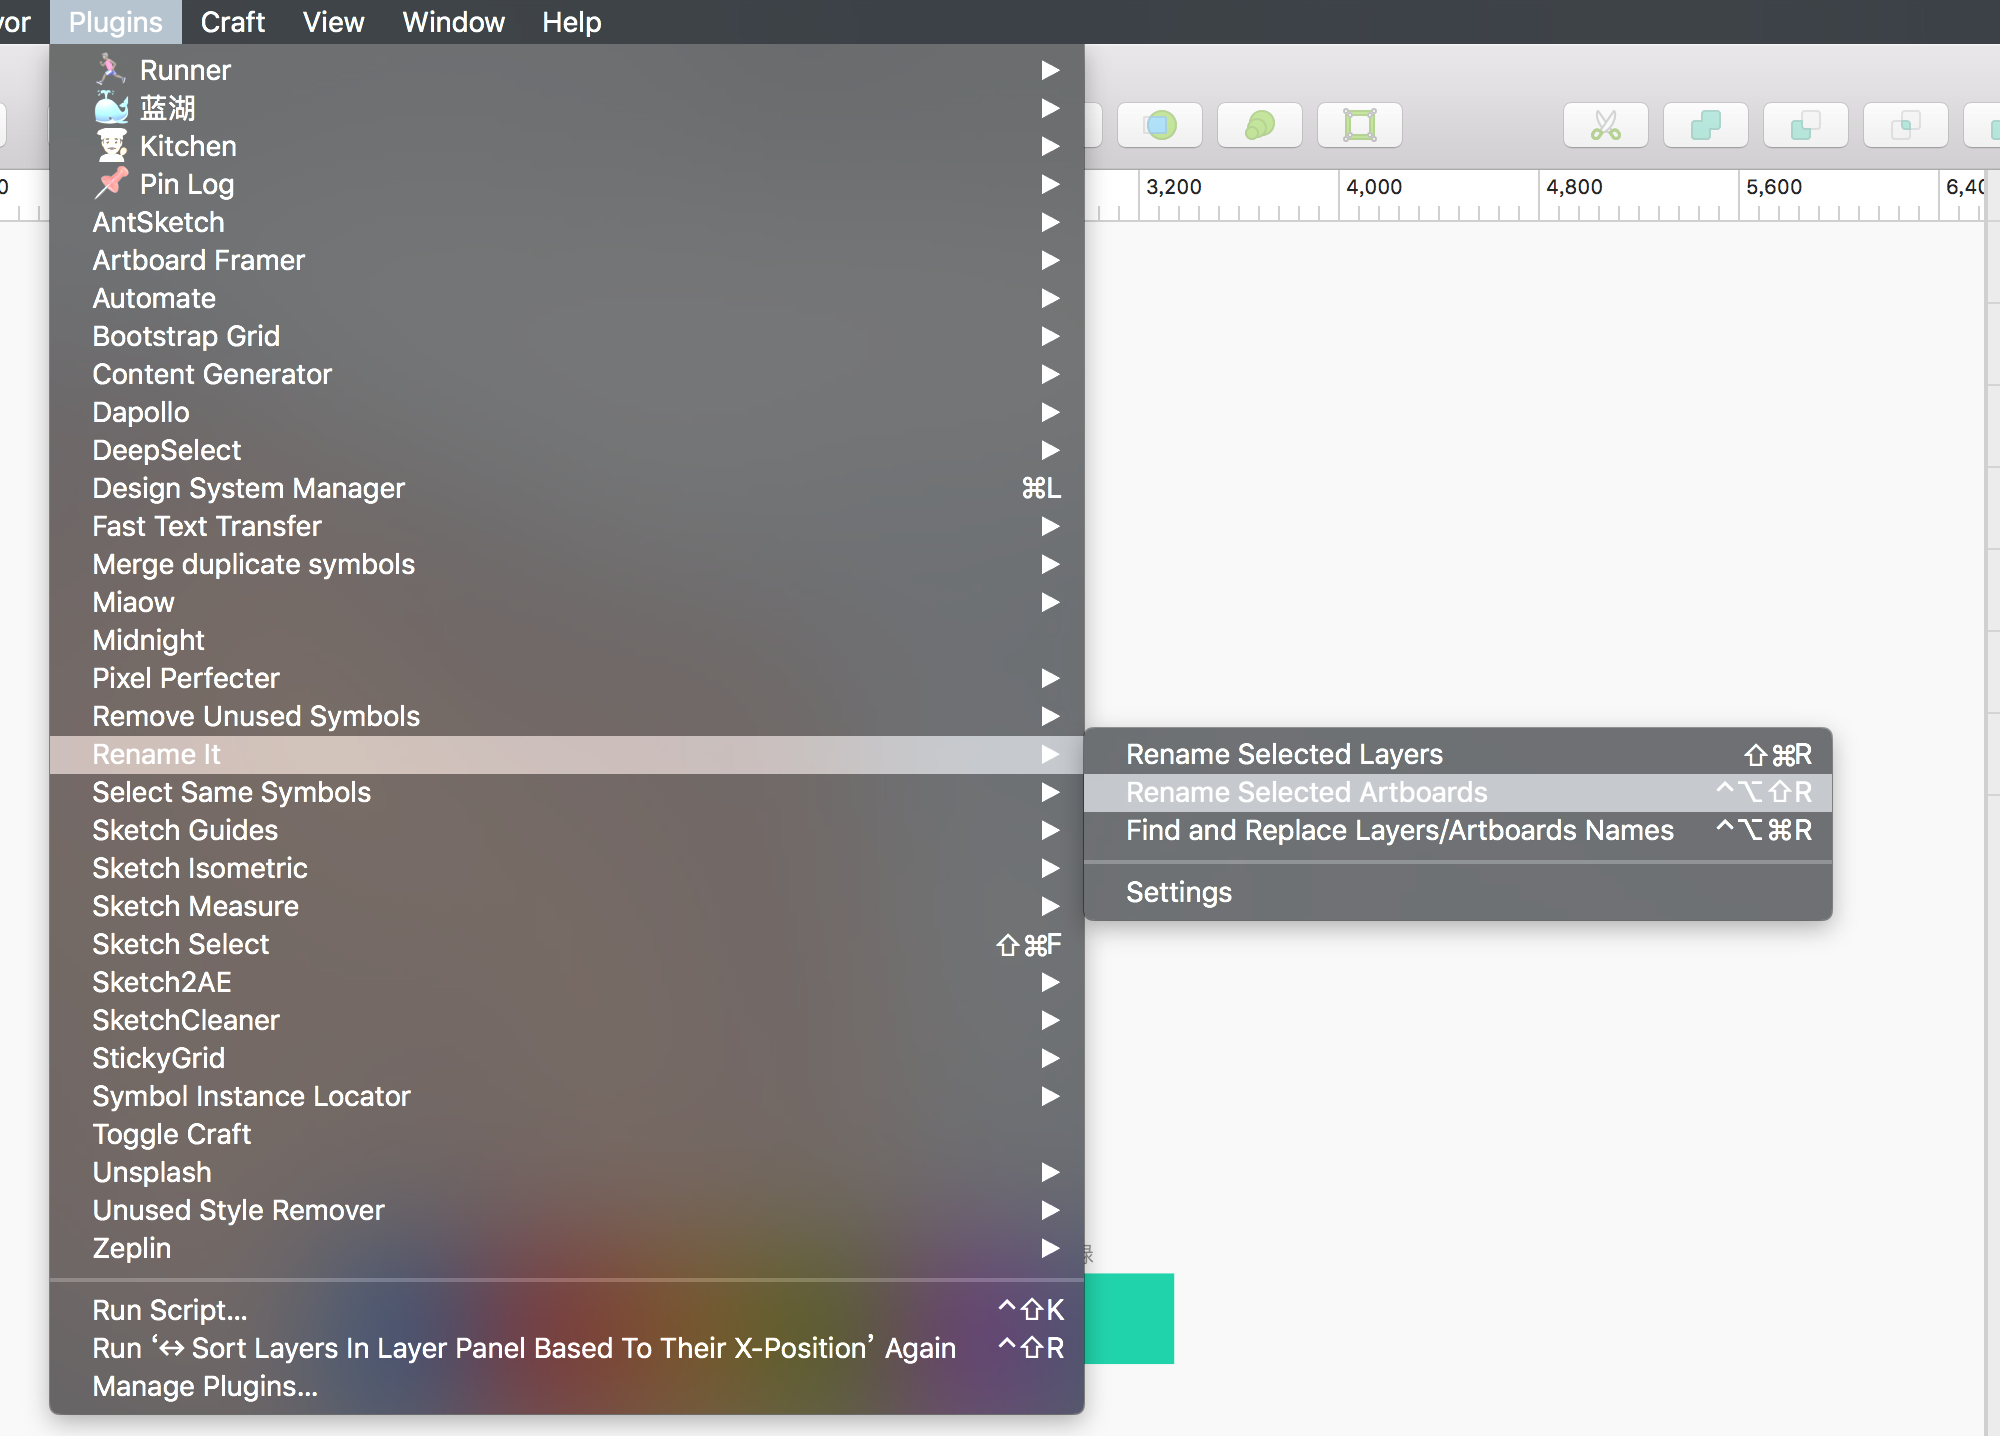 Plugins Craft View Window Help
Runner
蓝湖
Kitchen
Pin Log
AntSketch
Artboard Framer
Automate
Bootstrap Grid
Content Generator
Dapollo
DeepSelect
Design System Manager ⌘L
Fast Text Transfer
Merge duplicate symbols
Miaow
Midnight
Pixel Perfecter
Remove Unused Symbols
Rename It
Select Same Symbols
Sketch Guides
Sketch Isometric
Sketch Measure
Sketch Select ⇧⌘F
Sketch2AE
SketchCleaner
StickyGrid
Symbol Instance Locator
Toggle Craft
Unsplash
Unused Style Remover
Zeplin
Run Script... ^⇧K
Run ‘↔ Sort Layers In Layer Panel Based To Their X-Position’ Again ^⇧R
Manage Plugins...
3,200 4,000 4,800 5,600
Rename Selected Layers ⇧⌘R
Rename Selected Artboards ^⌥⇧R
Find and Replace Layers/Artboards Names ^⌥⌘R
Settings